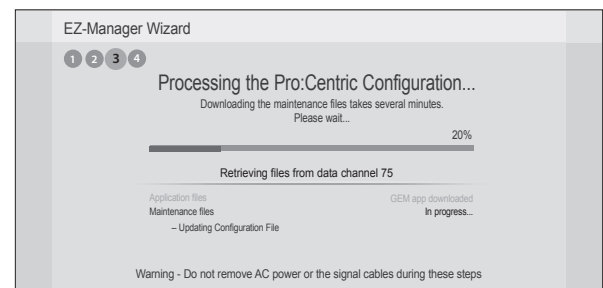 EZ-Manager Wizard
1 2 3 4
Processing the Pro:Centric Configuration...
Downloading the maintenance files takes several minutes.
Please wait...
20%
Retrieving files from data channel 75
Application files GEM app downloaded
Maintenance files In progress...
– Updating Configuration File
Warning - Do not remove AC power or the signal cables during these steps